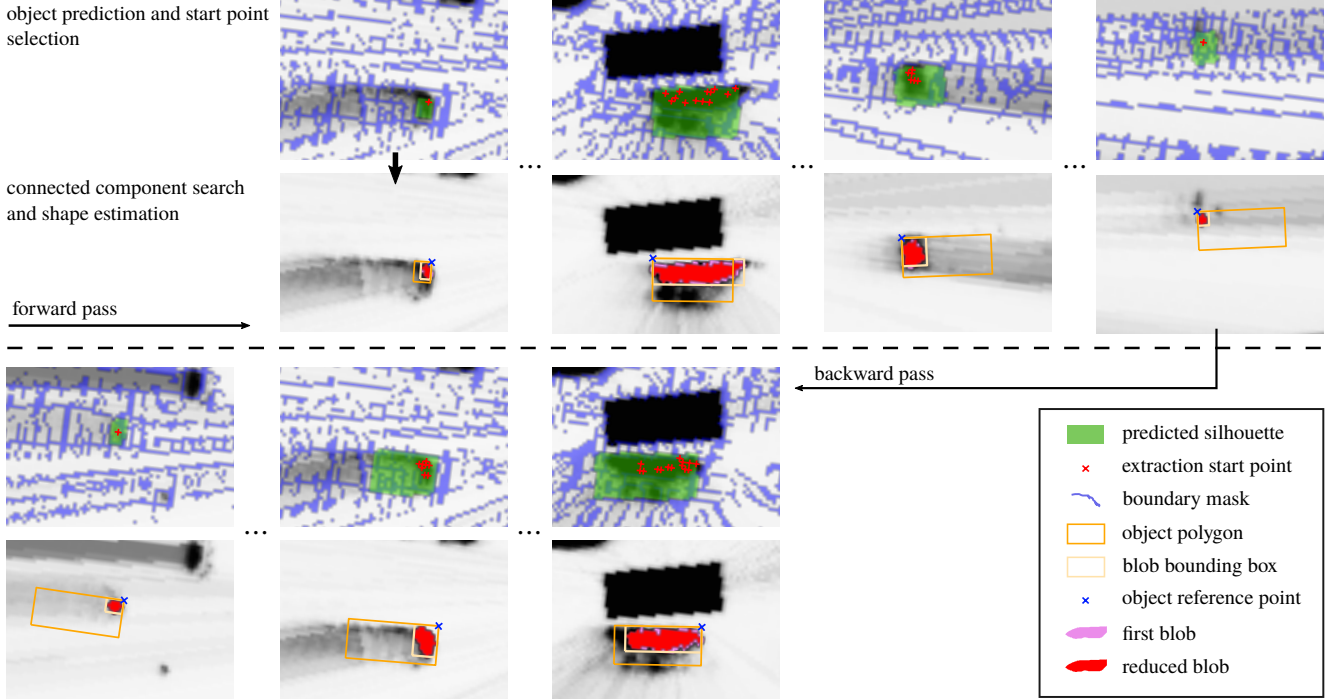 object prediction and start point
selection
...
...
...
connected component search
and shape estimation
forward pass
backward pass
...
...
predicted silhouette
extraction start point
boundary mask
object polygon
blob bounding box
object reference point
first blob
reduced blob